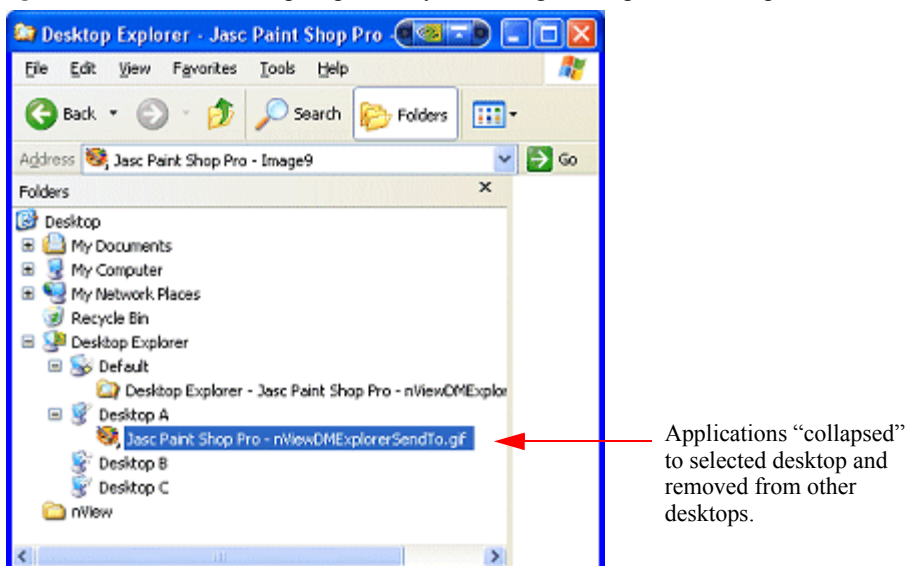 Desktop Explorer - Jasc Paint Shop Pro -
File Edit View Favorites Tools Help
Back Search Folders
Address Jasc Paint Shop Pro - Image9 Go
Folders
Desktop
My Documents
My Computer
My Network Places
Recycle Bin
Desktop Explorer
Default
Desktop Explorer - Jasc Paint Shop Pro - nViewDMExplor
Desktop A
Jasc Paint Shop Pro - nViewDMExplorerSendTo.gif
Desktop B
Desktop C
nView
Applications “collapsed”
to selected desktop and
removed from other
desktops.